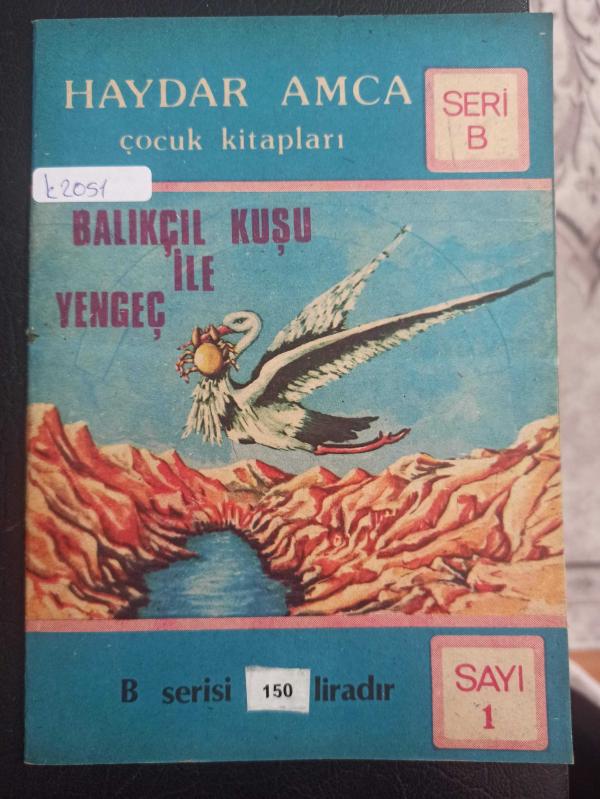 HAYDAR AMCA
çocuk kitapları
SERİ
B
k2051
BALIKÇIL KUŞU
İLE
YENGEÇ
B serisi 150 liradır
SAYI
1